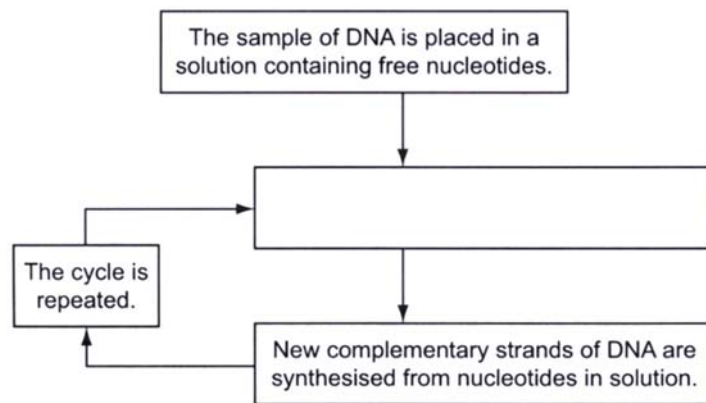 The sample of DNA is placed in a
solution containing free nucleotides.
The cycle is
repeated.
New complementary strands of DNA are
synthesised from nucleotides in solution.